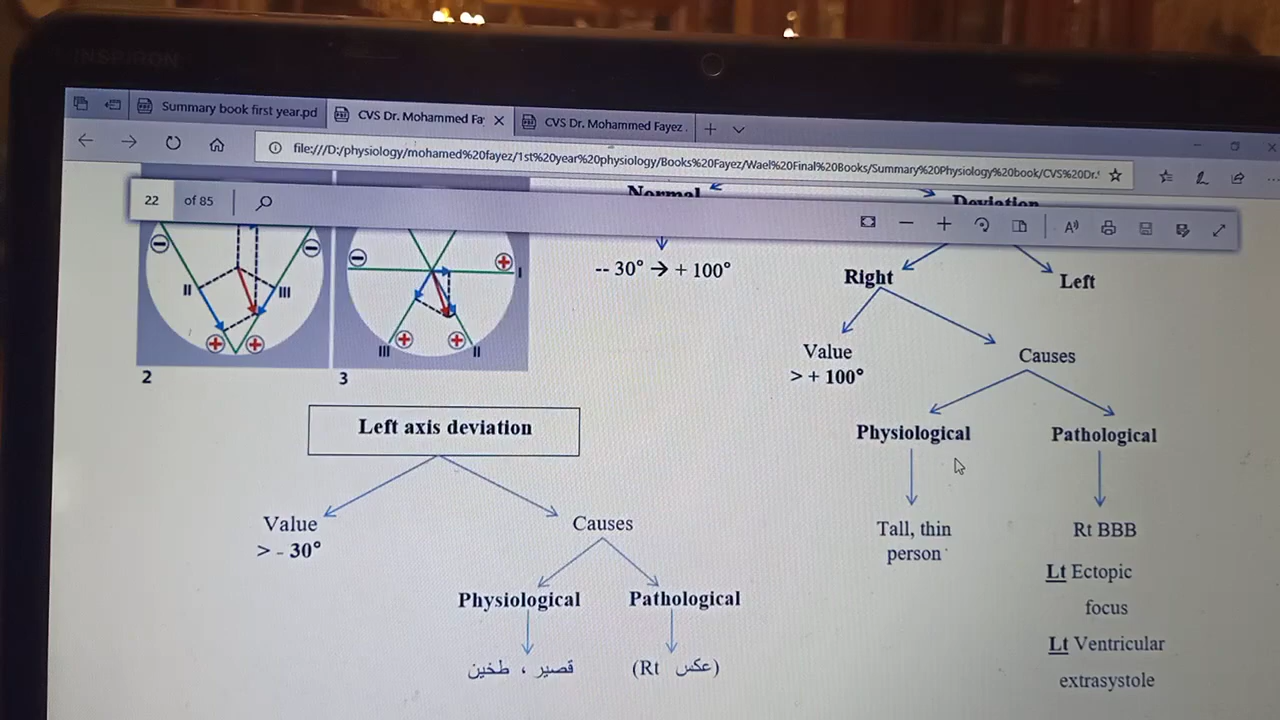 INSPIRON
Summary book first year.pd
CVS Dr. Mohammed Fa
CVS Dr. Mohammed Fayez
file:///D:/physiology/mohamed%20fayez/1st%20year%20physiology/Books%20Fayez/Wael%20Final%20Books/Summary%20Physiology%20book/CVS%20Dr.
22 of 85
Normal
Deviation
-- 30° → + 100°
Right
Left
II
III
I
III
II
2
3
Value
> + 100°
Causes
Physiological
Pathological
Tall, thin
person
Rt BBB
Lt Ectopic
focus
Lt Ventricular
extrasystole
Left axis deviation
Value
> - 30°
Causes
Physiological
Pathological
قصير ، طخين
(Rt عكس)